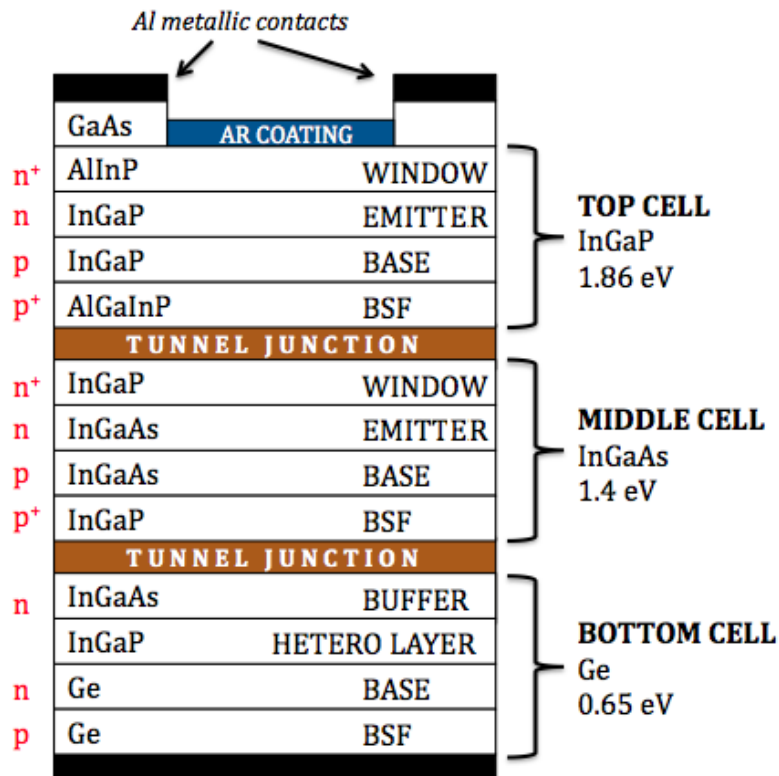 Al metallic contacts
GaAs
AR COATING
n⁺ AlInP WINDOW
n InGaP EMITTER
p InGaP BASE
p⁺ AlGaInP BSF
TOP CELL
InGaP
1.86 eV
TUNNEL JUNCTION
n⁺ InGaP WINDOW
n InGaAs EMITTER
p InGaAs BASE
p⁺ InGaP BSF
MIDDLE CELL
InGaAs
1.4 eV
TUNNEL JUNCTION
n InGaAs BUFFER
InGaP HETERO LAYER
n Ge BASE
p Ge BSF
BOTTOM CELL
Ge
0.65 eV